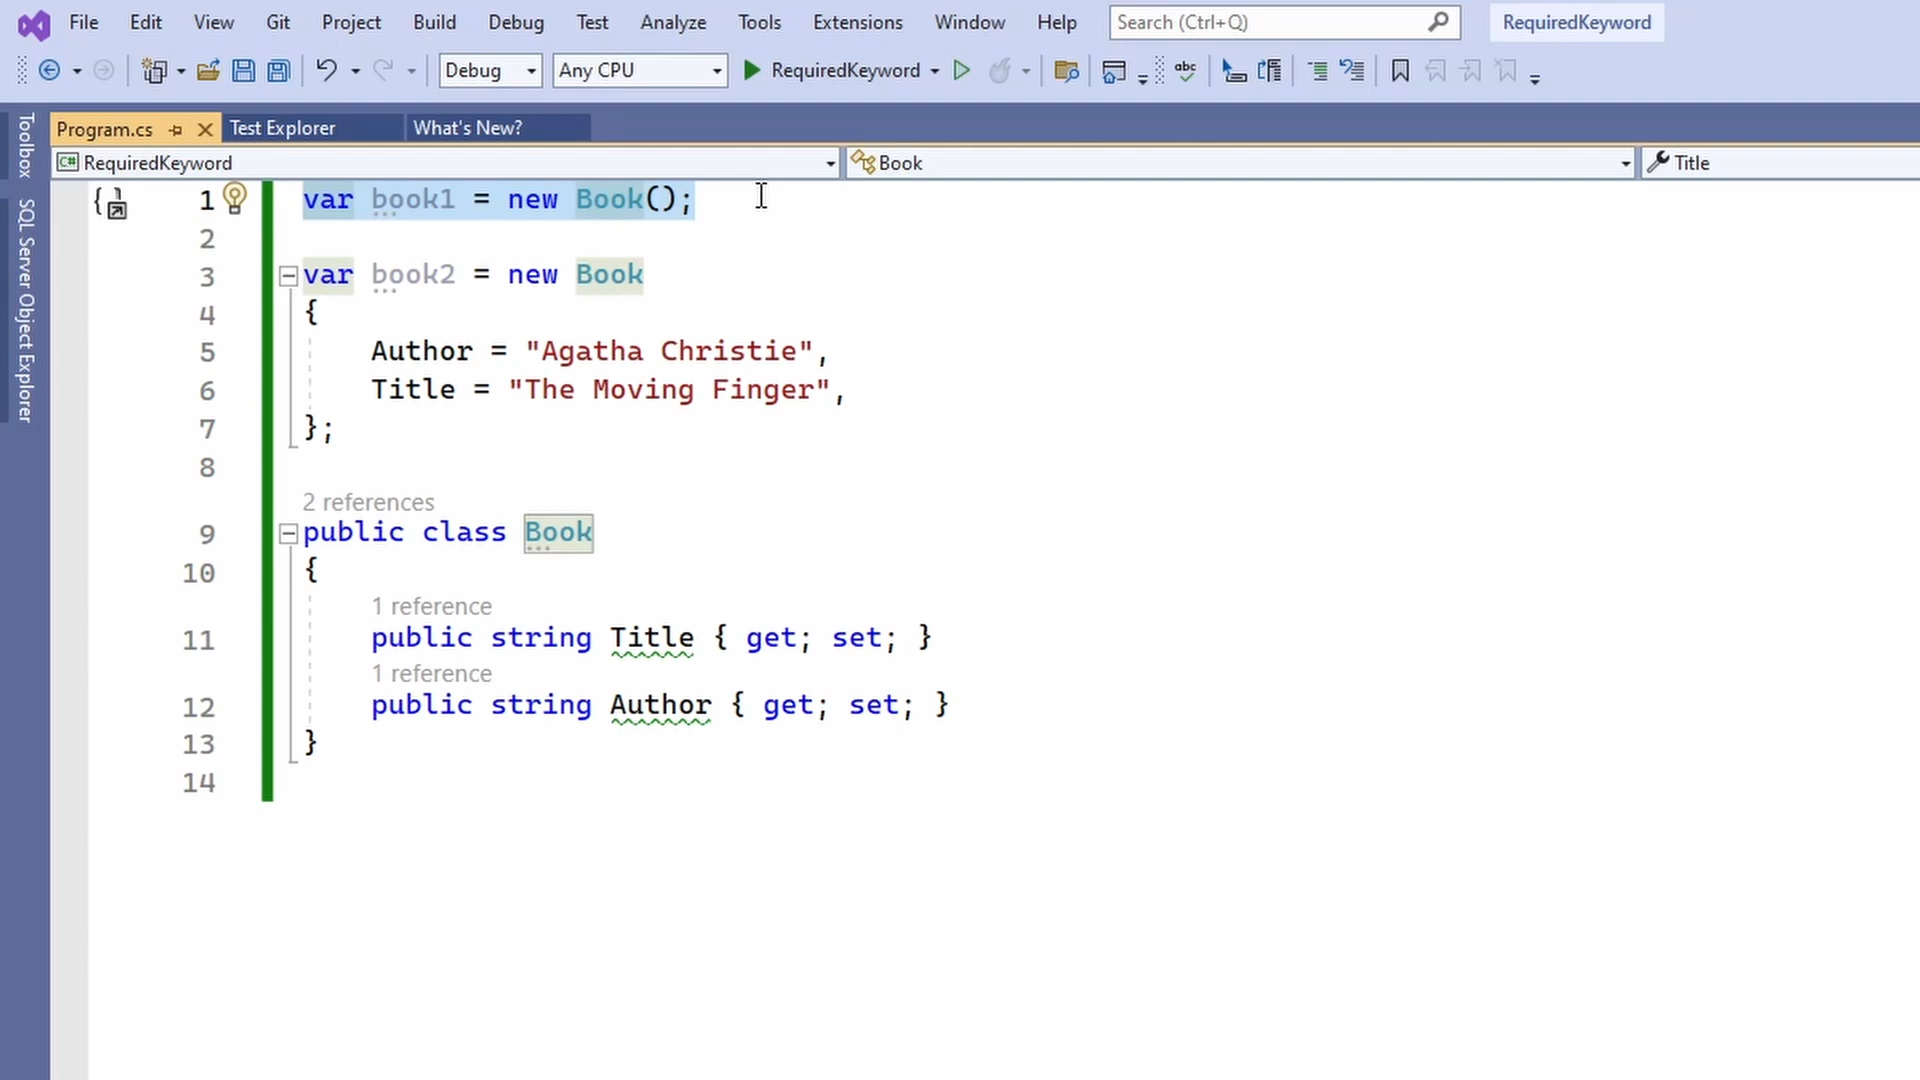 File Edit View Git Project Build Debug Test Analyze Tools Extensions Window Help Search (Ctrl+Q) RequiredKeyword
Debug Any CPU RequiredKeyword abc
Toolbox
SQL Server Object Explorer
Program.cs Test Explorer What's New?
C# RequiredKeyword Book Title
1 var book1 = new Book();
2
3 var book2 = new Book
4 {
5 Author = "Agatha Christie",
6 Title = "The Moving Finger",
7 };
8
2 references
9 public class Book
10 {
1 reference
11 public string Title { get; set; }
1 reference
12 public string Author { get; set; }
13 }
14